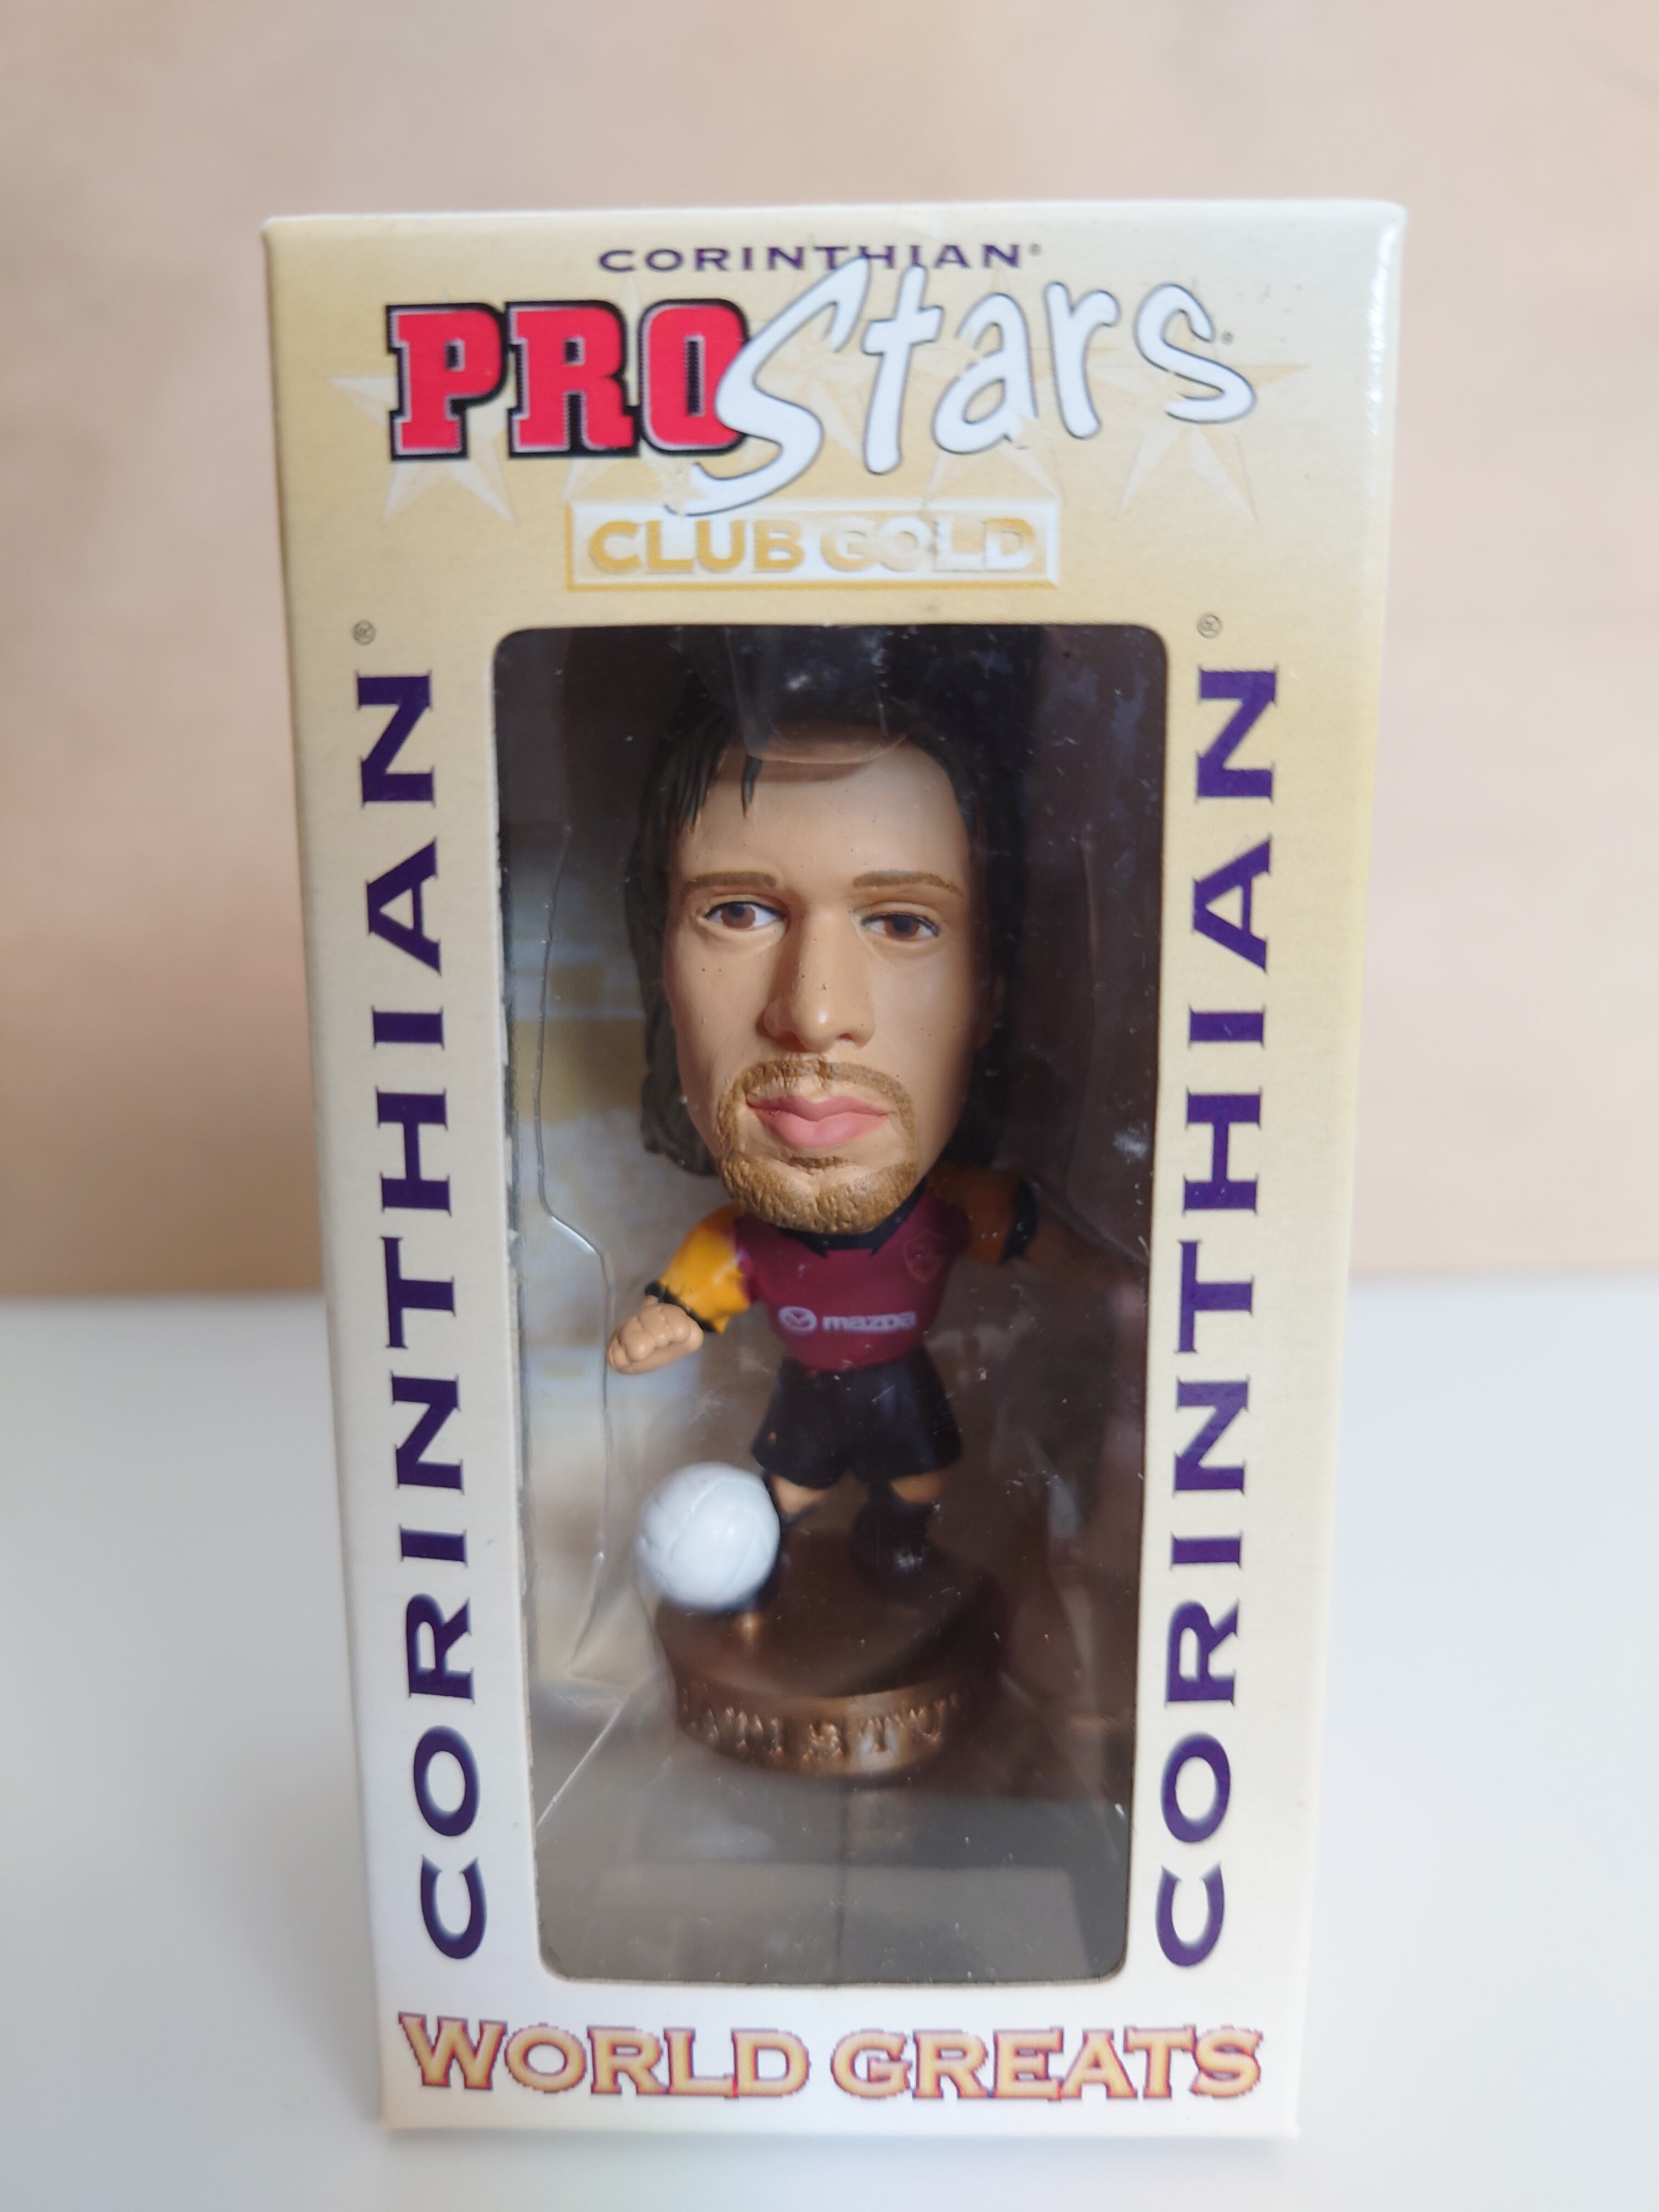 CORINTHIAN®
PROStars®
CLUB GOLD
CORINTHIAN®
CORINTHIAN®
mazda
WORLD GREATS